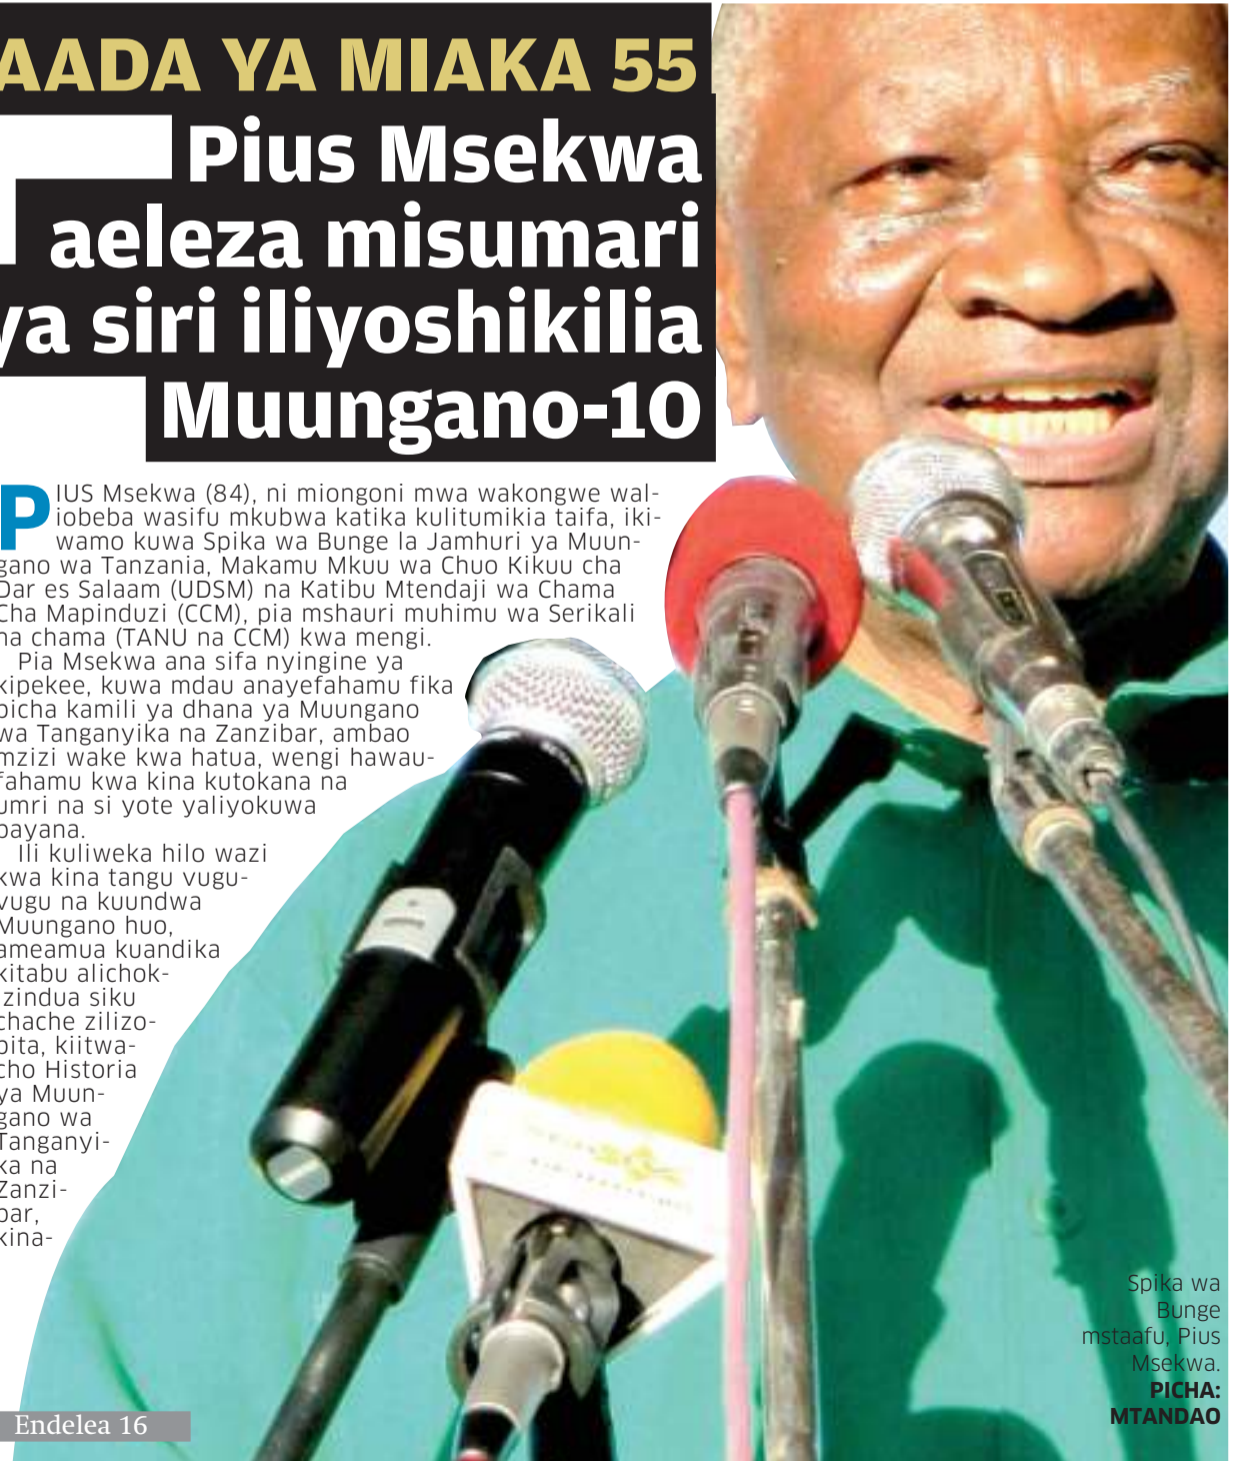 AADA YA MIAKA 55
Pius Msekwa
aeleza misumari
ya siri iliyoshikilia
Muungano-10
PIUS Msekwa (84), ni miongoni mwa wakongwe wal-
iobeba wasifu mkubwa katika kulitumikia taifa, iki-
wamo kuwa Spika wa Bunge la Jamhuri ya Muun-
gano wa Tanzania, Makamu Mkuu wa Chuo Kikuu cha
Dar es Salaam (UDSM) na Katibu Mtendaji wa Chama
Cha Mapinduzi (CCM), pia mshauri muhimu wa Serikali
na chama (TANU na CCM) kwa mengi.
Pia Msekwa ana sifa nyingine ya
kipekee, kuwa mdau anayefahamu fika
picha kamili ya dhana ya Muungano
wa Tanganyika na Zanzibar, ambao
mzizi wake kwa hatua, wengi hawau-
fahamu kwa kina kutokana na
umri na si yote yaliyokuwa
bayana.
Ili kuliweka hilo wazi
kwa kina tangu vugu-
vugu na kuundwa
Muungano huo,
ameamua kuandika
kitabu alichok-
izindua siku
chache zilizo-
pita, kiitwa-
cho Historia
ya Muun-
gano wa
Tanganyi-
ka na
Zanzi-
bar,
kina-
Endelea 16
Spika wa
Bunge
mstaafu, Pius
Msekwa.
PICHA:
MTANDAO